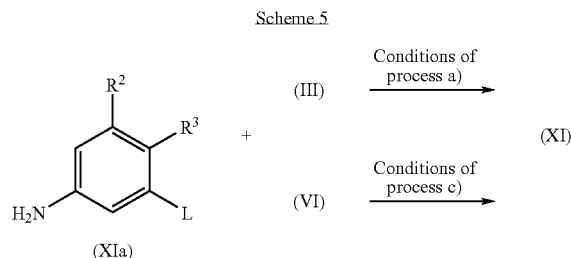 Scheme 5
R²
R³
H₂N
L
(XIa)
+
(III)
Conditions of
process a)
(VI)
Conditions of
process c)
(XI)